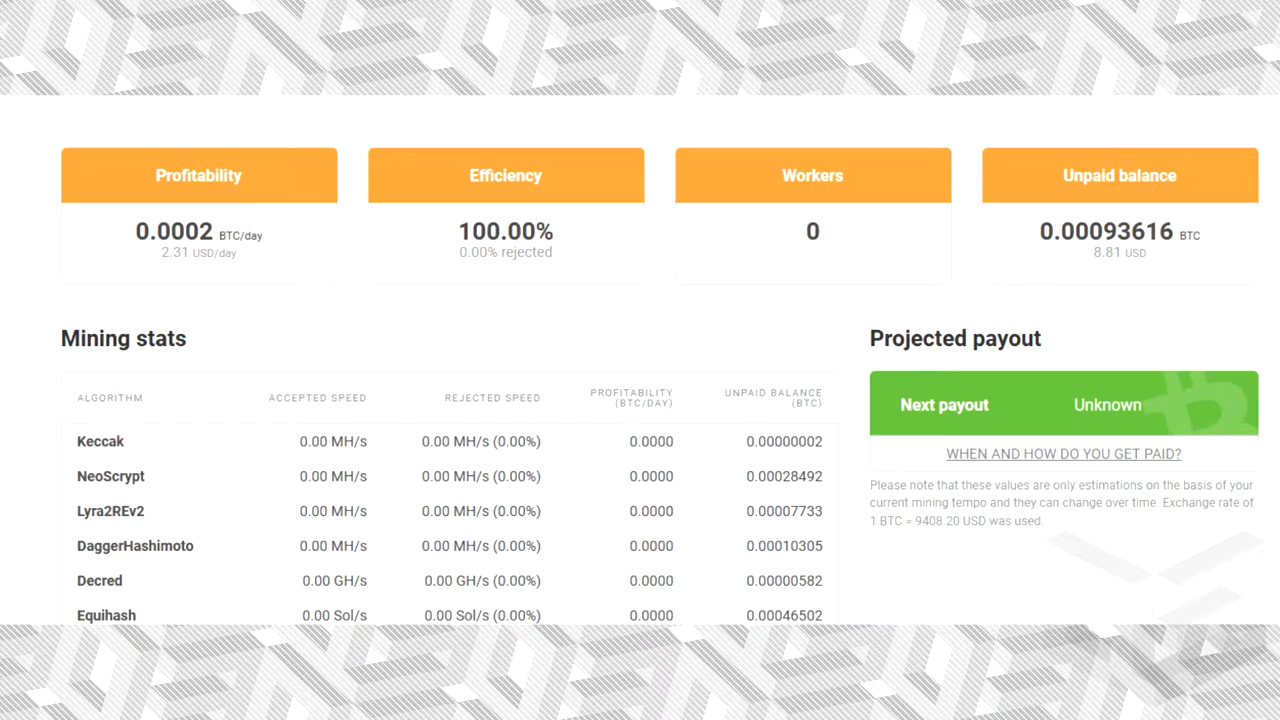 Profitability
Efficiency
Workers
Unpaid balance
0.0002 BTC/day
100.00%
0
0.00093616 BTC
2.31 USD/day
0.00% rejected
8.81 USD
Mining stats
Projected payout
ALGORITHM
ACCEPTED SPEED
REJECTED SPEED
PROFITABILITY
(BTC/DAY)
UNPAID BALANCE
(BTC)
Keccak 0.00 MH/s 0.00 MH/s (0.00%) 0.0000 0.00000002
NeoScrypt 0.00 MH/s 0.00 MH/s (0.00%) 0.0000 0.00028492
Lyra2REv2 0.00 MH/s 0.00 MH/s (0.00%) 0.0000 0.00007733
DaggerHashimoto 0.00 MH/s 0.00 MH/s (0.00%) 0.0000 0.00010305
Decred 0.00 GH/s 0.00 GH/s (0.00%) 0.0000 0.00000582
Equihash 0.00 Sol/s 0.00 Sol/s (0.00%) 0.0000 0.00046502
Next payout Unknown
WHEN AND HOW DO YOU GET PAID?
Please note that these values are only estimations on the basis of your
current mining tempo and they can change over time. Exchange rate of
1 BTC = 9408.20 USD was used.